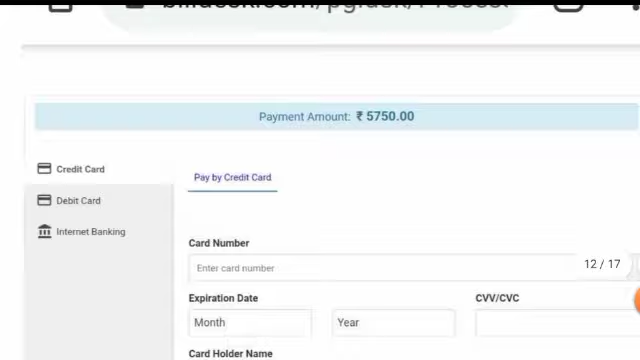 Payment Amount: ₹ 5750.00
Credit Card
Pay by Credit Card
Debit Card
Internet Banking
Card Number
Enter card number
12 / 17
Expiration Date
CVV/CVC
Month
Year
Card Holder Name